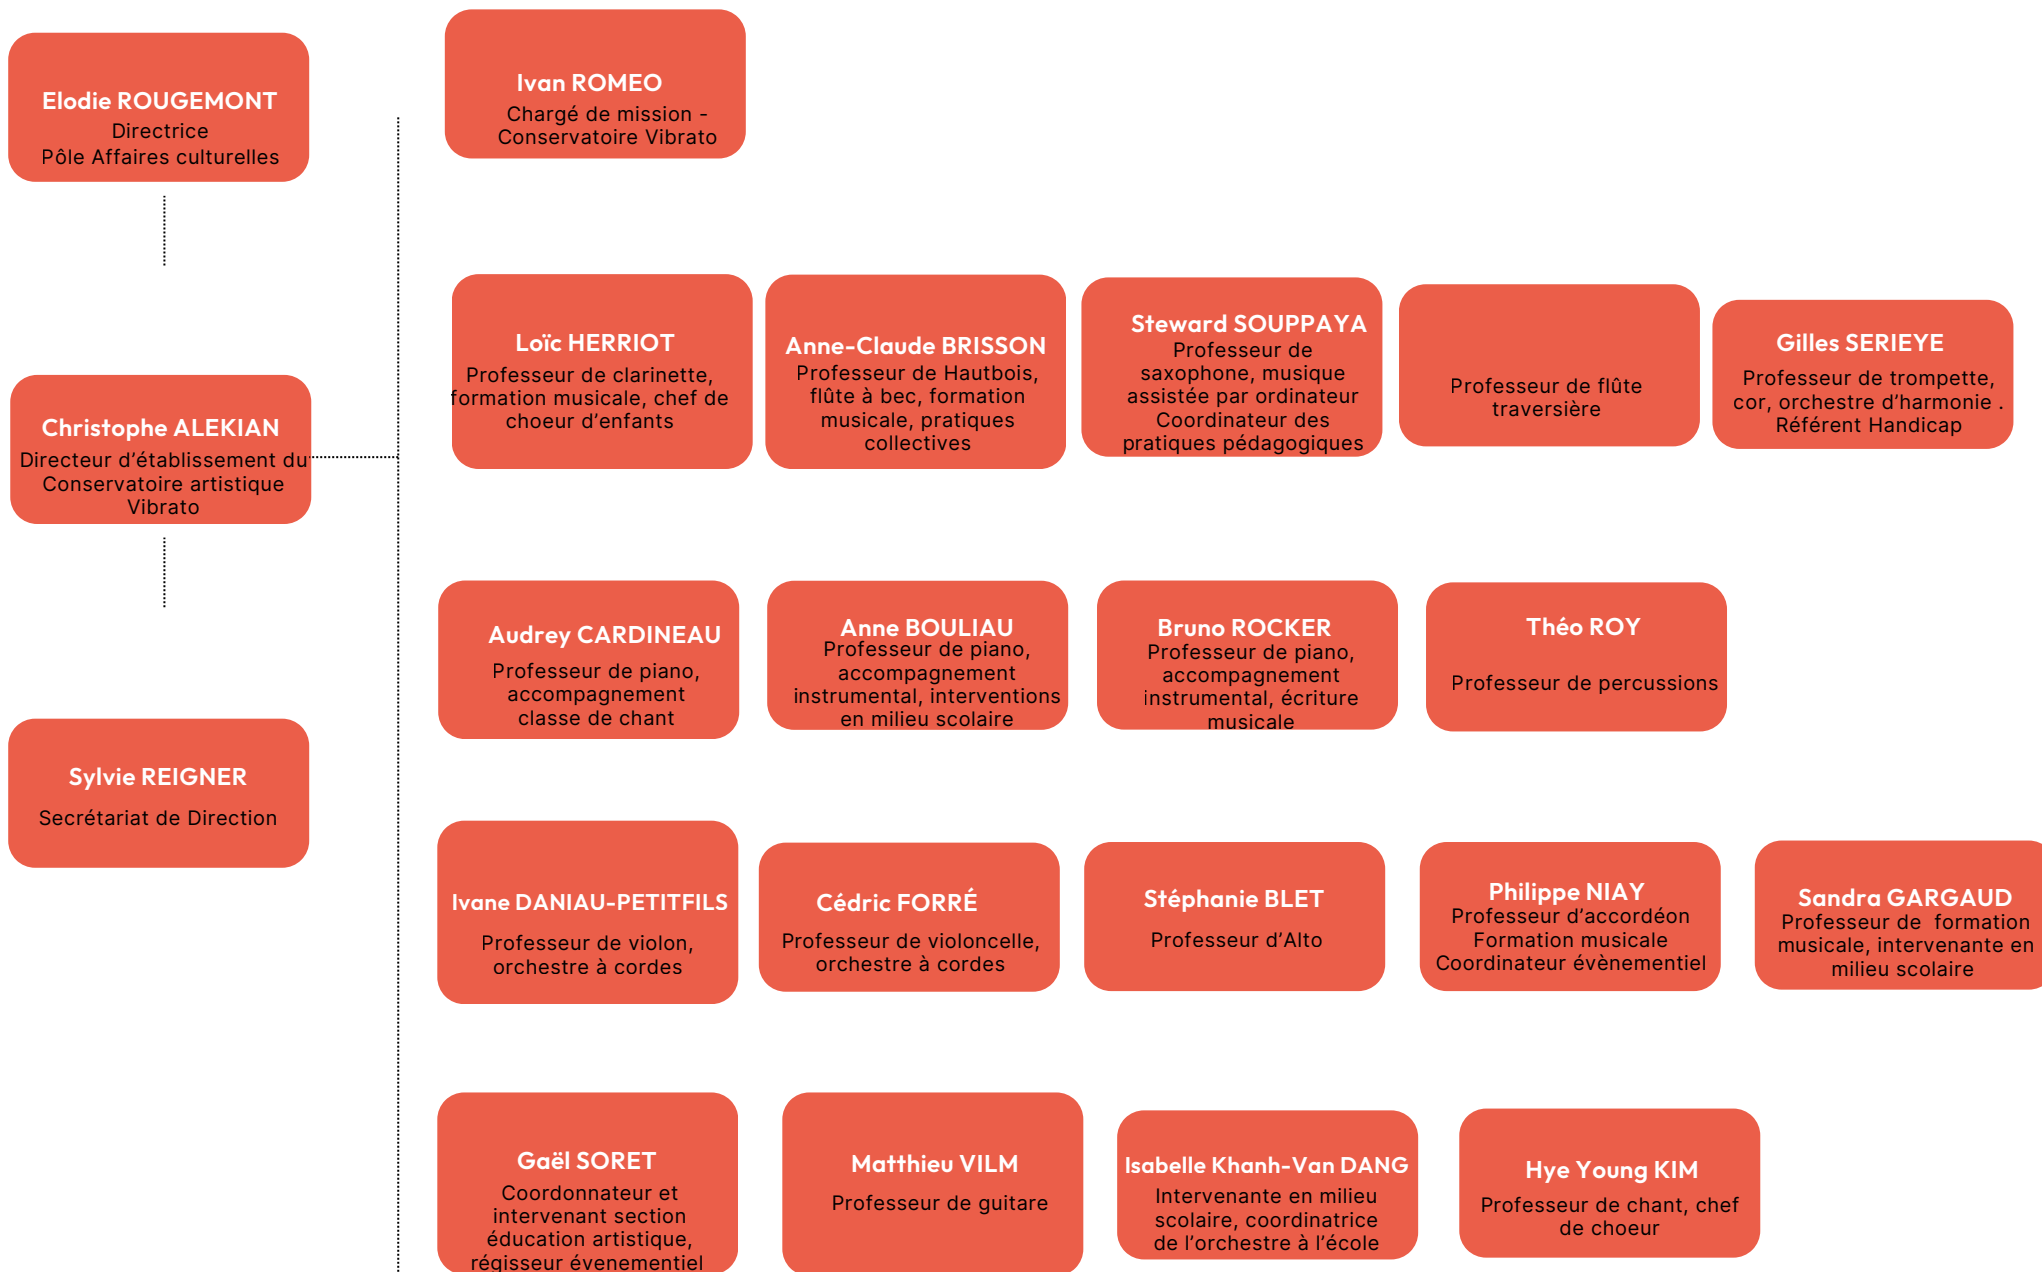 Elodie ROUGEMONT
Directrice
Pôle Affaires culturelles
Christophe ALEKIAN
Directeur d'établissement du
Conservatoire artistique
Vibrato
Sylvie REIGNER
Secrétariat de Direction
Ivan ROMEO
Chargé de mission -
Conservatoire Vibrato
Loïc HERRIOT
Professeur de clarinette,
formation musicale, chef de
choeur d'enfants
Anne-Claude BRISSON
Professeur de Hautbois,
flûte à bec, formation
musicale, pratiques
collectives
Steward SOUPPAYA
Professeur de
saxophone, musique
assistée par ordinateur
Coordinateur des
pratiques pédagogiques
Professeur de flûte
traversière
Gilles SERIEYE
Professeur de trompette,
cor, orchestre d'harmonie .
Référent Handicap
Audrey CARDINEAU
Professeur de piano,
accompagnement
classe de chant
Anne BOULIAU
Professeur de piano,
accompagnement
instrumental, interventions
en milieu scolaire
Bruno ROCKER
Professeur de piano,
accompagnement
instrumental, écriture
musicale
Théo ROY
Professeur de percussions
Ivane DANIAU-PETITFILS
Professeur de violon,
orchestre à cordes
Cédric FORRÉ
Professeur de violoncelle,
orchestre à cordes
Stéphanie BLET
Professeur d'Alto
Philippe NIAY
Professeur d'accordéon
Formation musicale
Coordinateur évènementiel
Sandra GARGAUD
Professeur de  formation
musicale, intervenante en
milieu scolaire
Gaël SORET
Coordonnateur et
intervenant section
éducation artistique,
régisseur évenementiel
Matthieu VILM
Professeur de guitare
Isabelle Khanh-Van DANG
Intervenante en milieu
scolaire, coordinatrice
de l'orchestre à l'école
Hye Young KIM
Professeur de chant, chef
de choeur